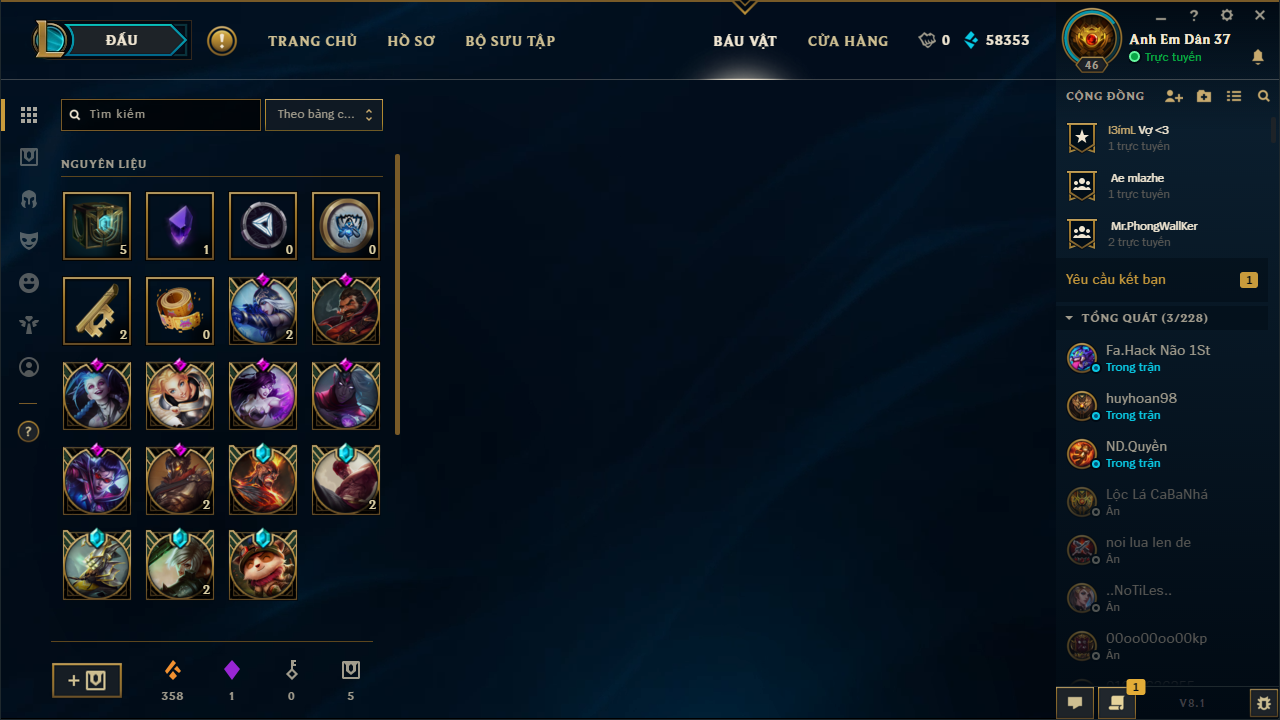 ĐẤU
TRANG CHỦ
HỒ SƠ
BỘ SƯU TẬP
BÁU VẬT
CỬA HÀNG
0
58353
46
Anh Em Dân 37
Trực tuyến
Tìm kiếm
Theo bảng c...
NGUYÊN LIỆU
5
1
0
0
2
0
2
2
2
2
358
1
0
5
CỘNG ĐỒNG
I3ímL Vợ <3
1 trực tuyến
Ae mlazhe
1 trực tuyến
Mr.PhongWallKer
2 trực tuyến
Yêu cầu kết bạn
1
TỔNG QUÁT (3/228)
Fa.Hack Não 1St
Trong trận
huyhoan98
Trong trận
ND.Quyền
Trong trận
Lộc Lá CaBaNhá
Ẩn
noi lua len de
Ẩn
..NoTiLes..
Ẩn
00oo00oo00kp
Ẩn
1
V8.1